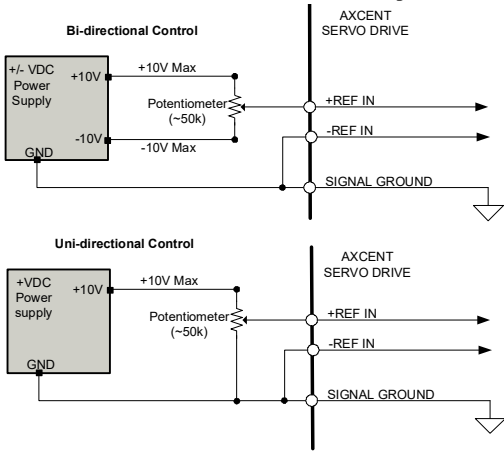 Bi-directional Control
AXCENT
SERVO DRIVE
+/- VDC
Power
Supply
+10V
+10V Max
Potentiometer
(~50k)
+REF IN
-REF IN
-10V
-10V Max
GND
SIGNAL GROUND
Uni-directional Control
AXCENT
SERVO DRIVE
+VDC
Power
supply
+10V
+10V Max
Potentiometer
(~50k)
+REF IN
-REF IN
GND
SIGNAL GROUND